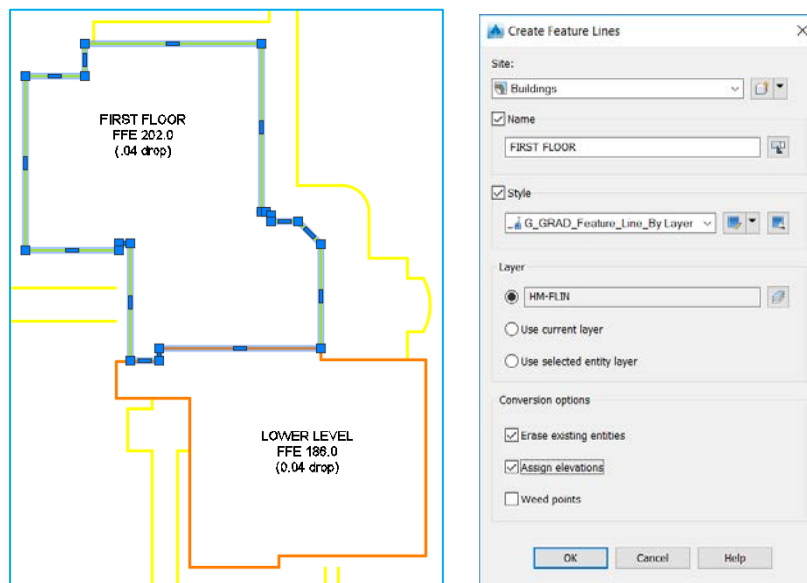 FIRST FLOOR
FFE 202.0
(.04 drop)
LOWER LEVEL
FFE 186.0
(0.04 drop)
Create Feature Lines
Site:
Buildings
Name
FIRST FLOOR
Style
G_GRAD_Feature_Line_By Layer
Layer
HM-FLIN
Use current layer
Use selected entity layer
Conversion options
Erase existing entities
Assign elevations
Weed points
OK Cancel Help